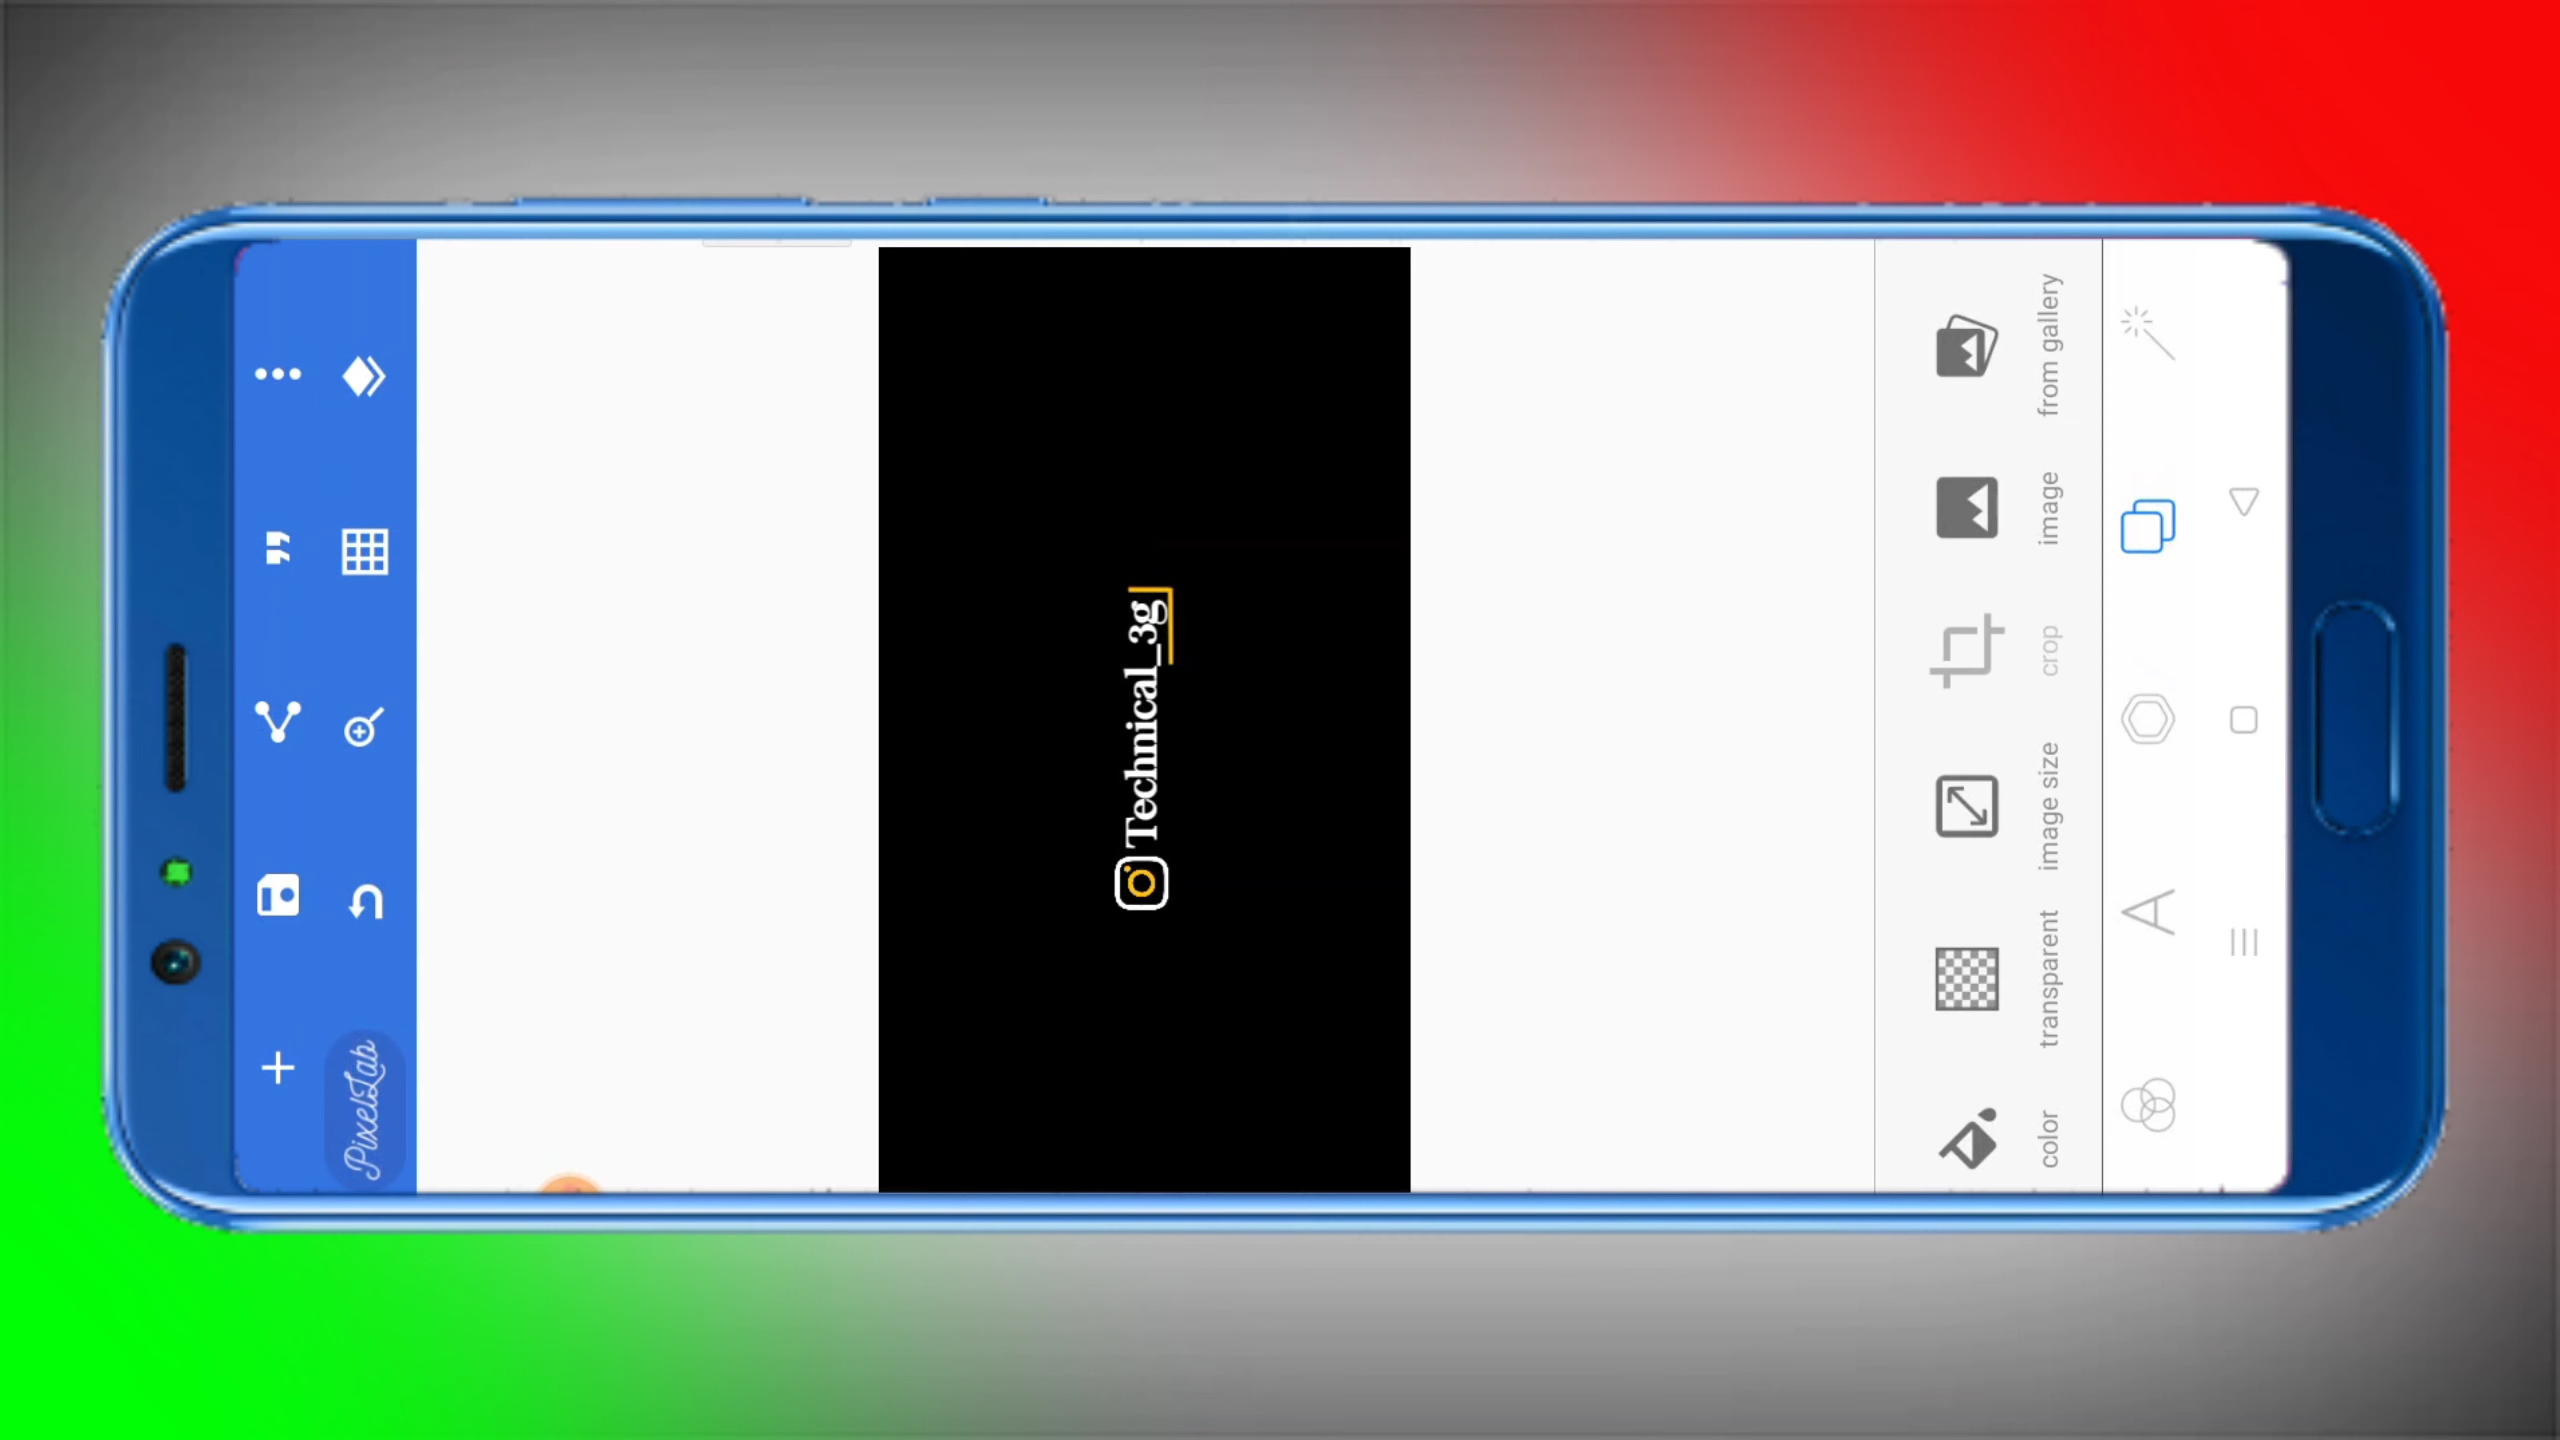 PixelLab
Technical_3g
color
transparent
image size
crop
image
from gallery